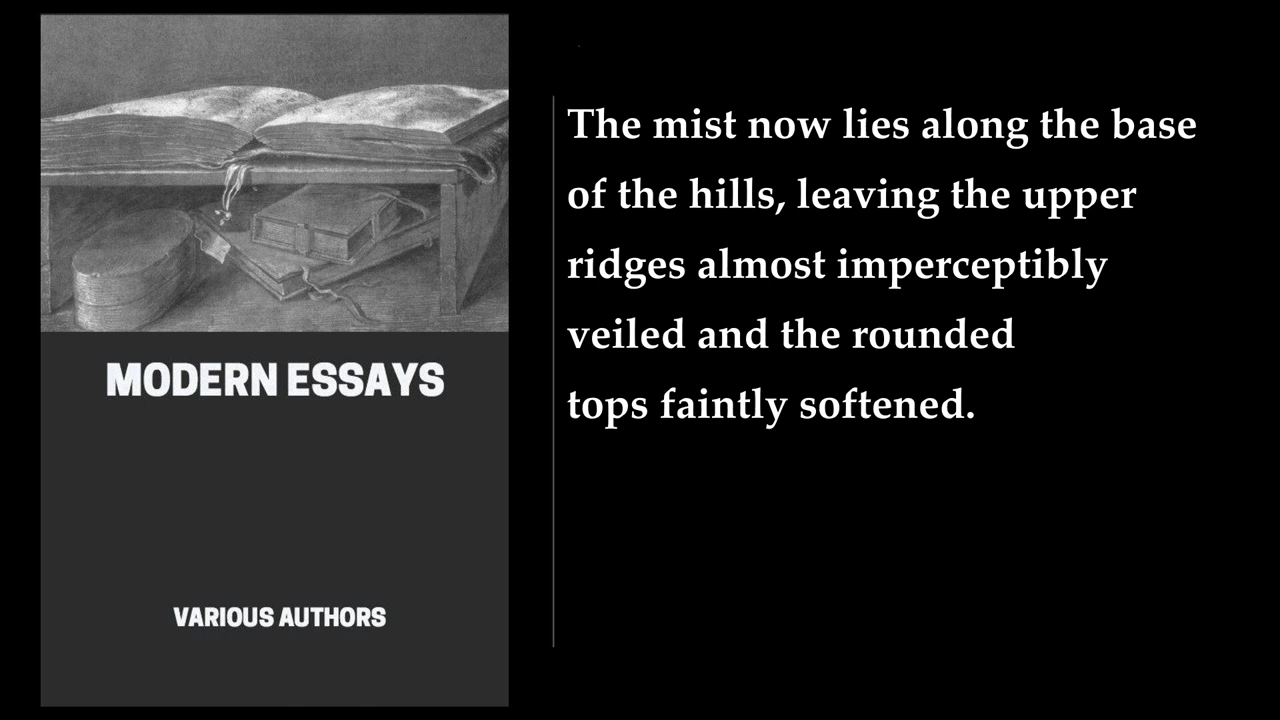 MODERN ESSAYS
VARIOUS AUTHORS
The mist now lies along the base
of the hills, leaving the upper
ridges almost imperceptibly
veiled and the rounded
tops faintly softened.